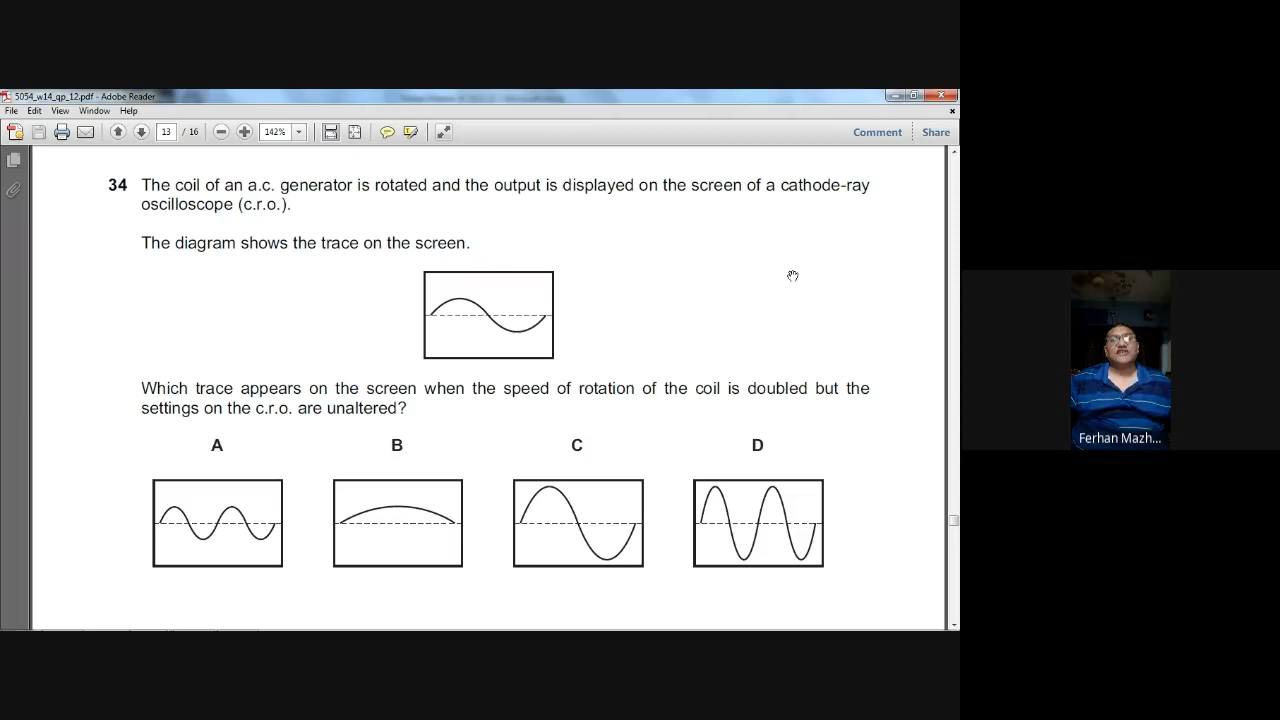 5054_w14_qp_12.pdf - Adobe Reader
File Edit View Window Help
13 / 16 142% Comment Share
34 The coil of an a.c. generator is rotated and the output is displayed on the screen of a cathode-ray
oscilloscope (c.r.o.).
The diagram shows the trace on the screen.
Which trace appears on the screen when the speed of rotation of the coil is doubled but the
settings on the c.r.o. are unaltered?
A B C D
Ferhan Mazh...